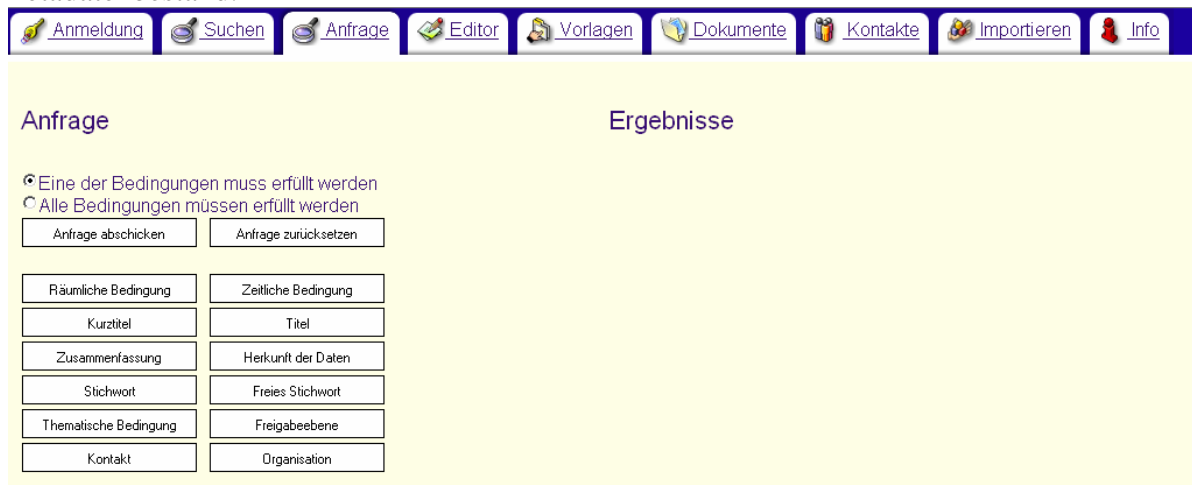 Anmeldung Suchen Anfrage Editor Vorlagen Dokumente Kontakte Importieren Info
Anfrage Ergebnisse
Eine der Bedingungen muss erfüllt werden
Alle Bedingungen müssen erfüllt werden
Anfrage abschicken Anfrage zurücksetzen
Räumliche Bedingung Zeitliche Bedingung
Kurztitel Titel
Zusammenfassung Herkunft der Daten
Stichwort Freies Stichwort
Thematische Bedingung Freigabeebene
Kontakt Organisation